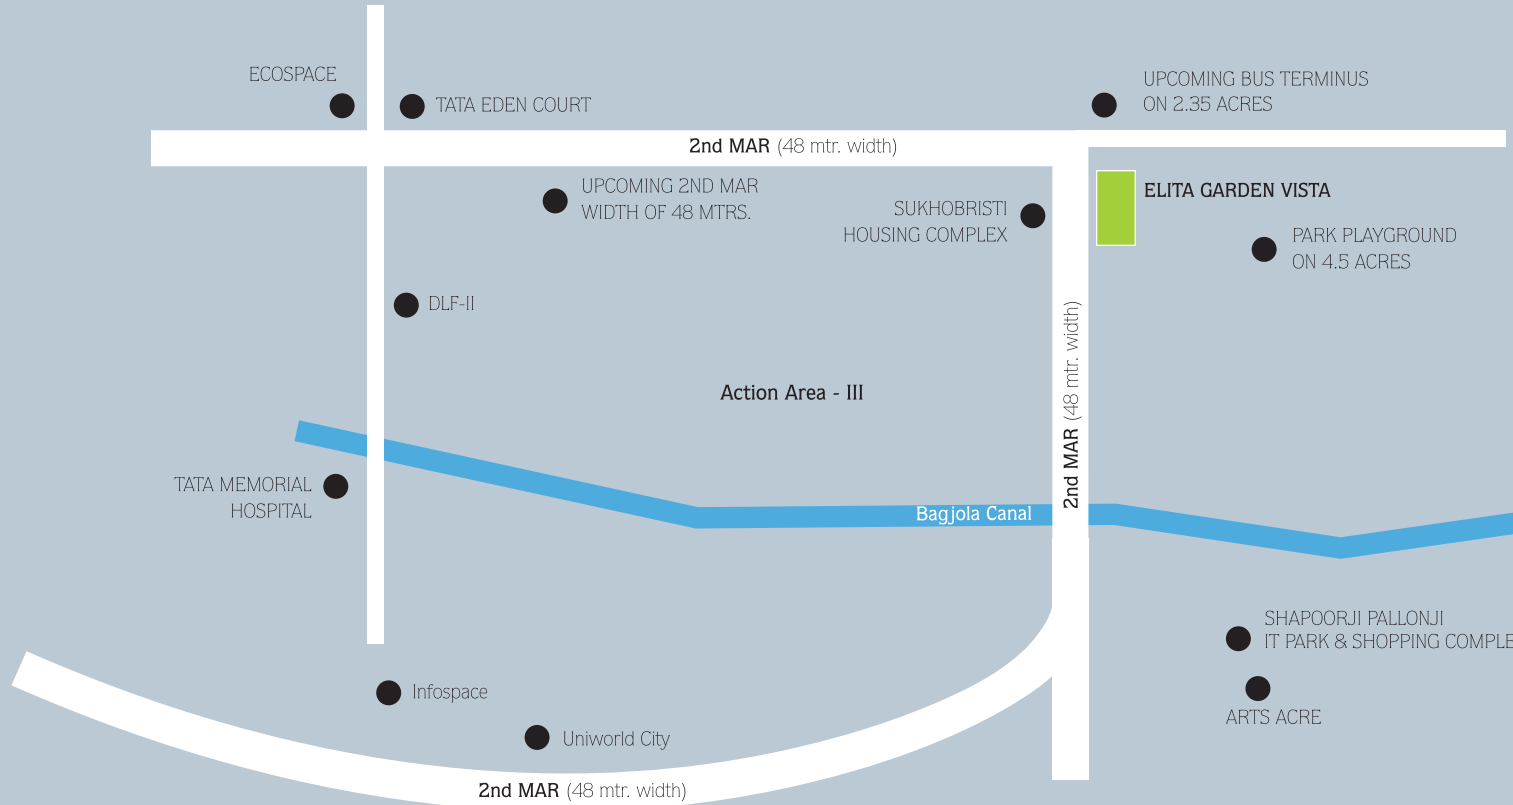 ECOSPACE
TATA EDEN COURT
UPCOMING BUS TERMINUS
ON 2.35 ACRES
2nd MAR (48 mtr. width)
UPCOMING 2ND MAR
WIDTH OF 48 MTRS.
SUKHOBRISTI
HOUSING COMPLEX
ELITA GARDEN VISTA
PARK PLAYGROUND
ON 4.5 ACRES
DLF-II
2nd MAR (48 mtr. width)
Action Area - III
TATA MEMORIAL
HOSPITAL
Bagjola Canal
SHAPOORJI PALLONJI
IT PARK & SHOPPING COMPLE
ARTS ACRE
Infospace
Uniworld City
2nd MAR (48 mtr. width)